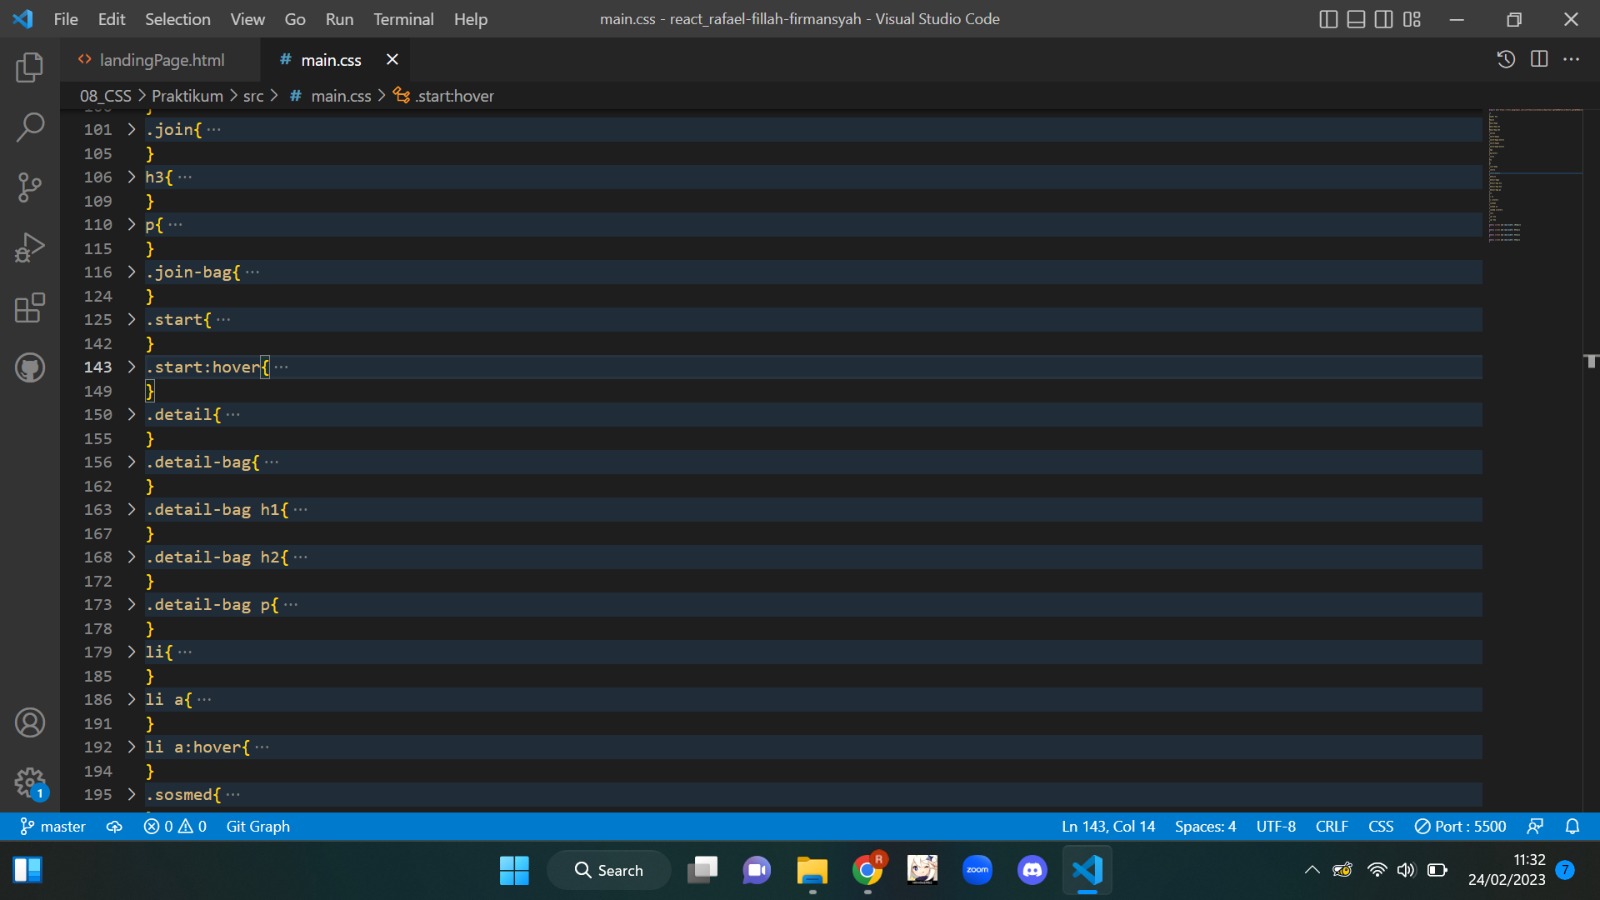 File Edit Selection View Go Run Terminal Help main.css - react_rafael-fillah-firmansyah - Visual Studio Code
<> landingPage.html # main.css
08_CSS > Praktikum > src > # main.css > .start:hover
101 > .join{ ···
105 }
106 > h3{ ···
109 }
110 > p{ ···
115 }
116 > .join-bag{ ···
124 }
125 > .start{ ···
142 }
143 > .start:hover{ ···
149 }
150 > .detail{ ···
155 }
156 > .detail-bag{ ···
162 }
163 > .detail-bag h1{ ···
167 }
168 > .detail-bag h2{ ···
172 }
173 > .detail-bag p{ ···
178 }
179 > li{ ···
185 }
186 > li a{ ···
191 }
192 > li a:hover{ ···
194 }
195 > .sosmed{ ···
1
master 0 0 Git Graph Ln 143, Col 14 Spaces: 4 UTF-8 CRLF CSS Port : 5500
Search R zoom 11:32
24/02/2023 7